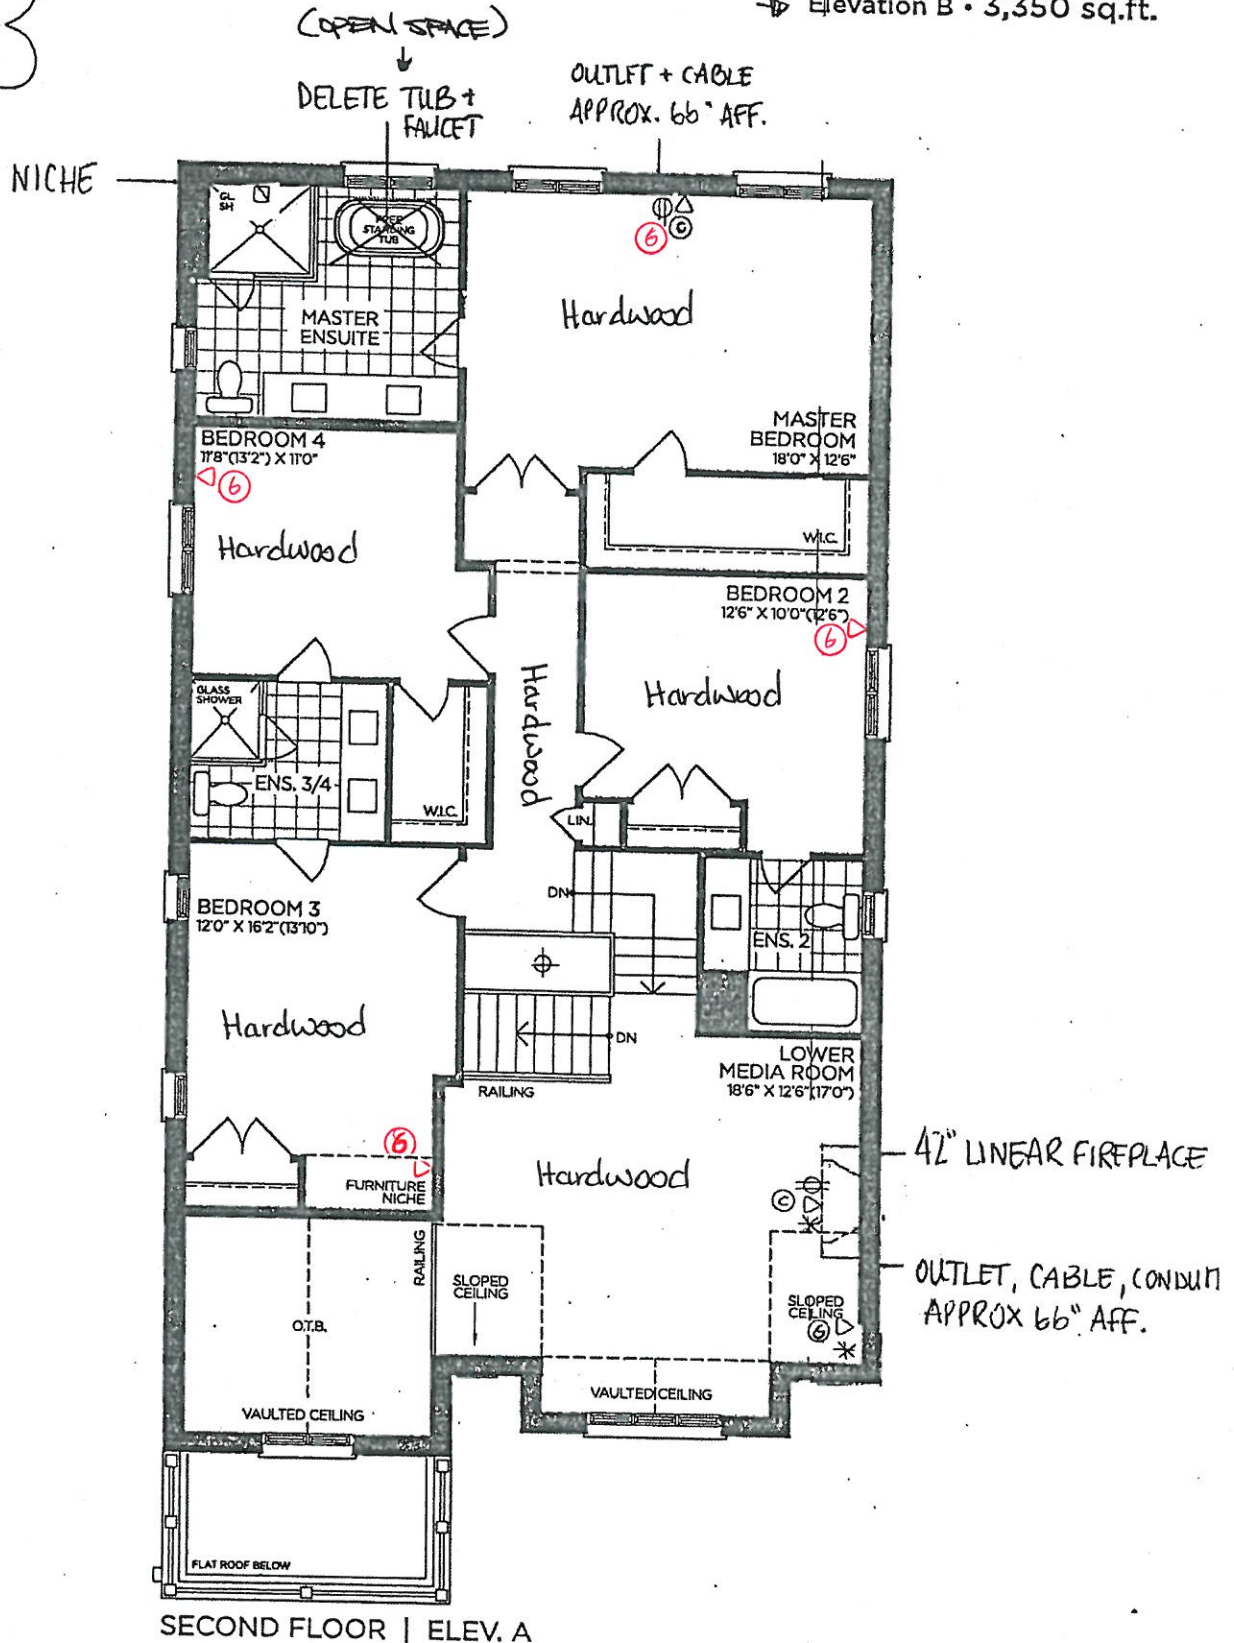 3
Elevation B • 3,350 sq.ft.
(OPEN SPACE)
DELETE TUB +
FAUCET
OUTLET + CABLE
APPROX. 66" AFF.
NICHE
GL
SH
FREE
STANDING
TUB
6
C
Hardwood
MASTER
ENSUITE
MASTER
BEDROOM
18'0" X 12'6"
BEDROOM 4
11'8"(13'2") X 11'0"
6
Hardwood
W.I.C.
BEDROOM 2
12'6" X 10'0"(12'6")
6
Hardwood
Hardwood
GLASS
SHOWER
ENS. 3/4
W.I.C.
LIN.
DN
BEDROOM 3
12'0" X 16'2"(13'10")
ENS. 2
Hardwood
DN
LOWER
MEDIA ROOM
18'6" X 12'6"(17'0")
RAILING
6
FURNITURE
NICHE
Hardwood
42" LINEAR FIREPLACE
C
RAILING
SLOPED
CEILING
OUTLET, CABLE, CONDUIT
APPROX 66" AFF.
SLOPED
CEILING
6
O.T.B.
VAULTED CEILING
VAULTED CEILING
FLAT ROOF BELOW
SECOND FLOOR | ELEV. A